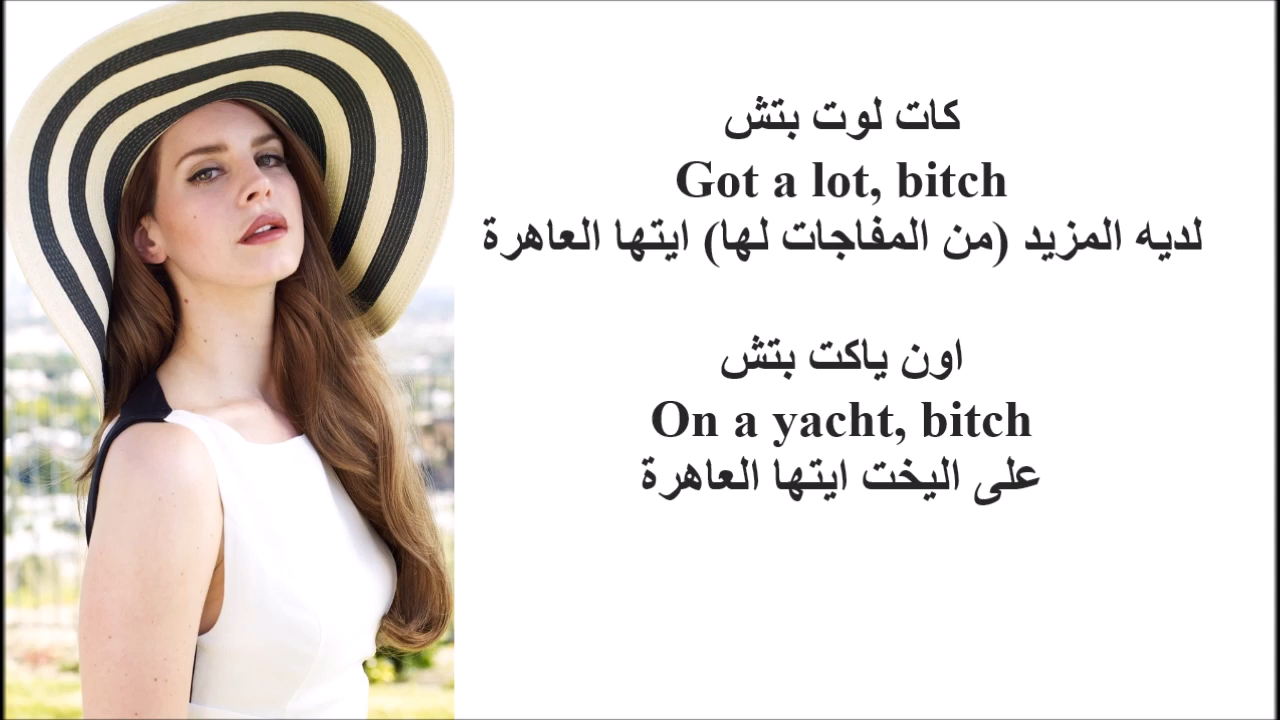 كات لوت بتش
Got a lot, bitch
لديه المزيد (من المفاجات لها) ايتها العاهرة
اون ياكت بتش
On a yacht, bitch
على اليخت ايتها العاهرة